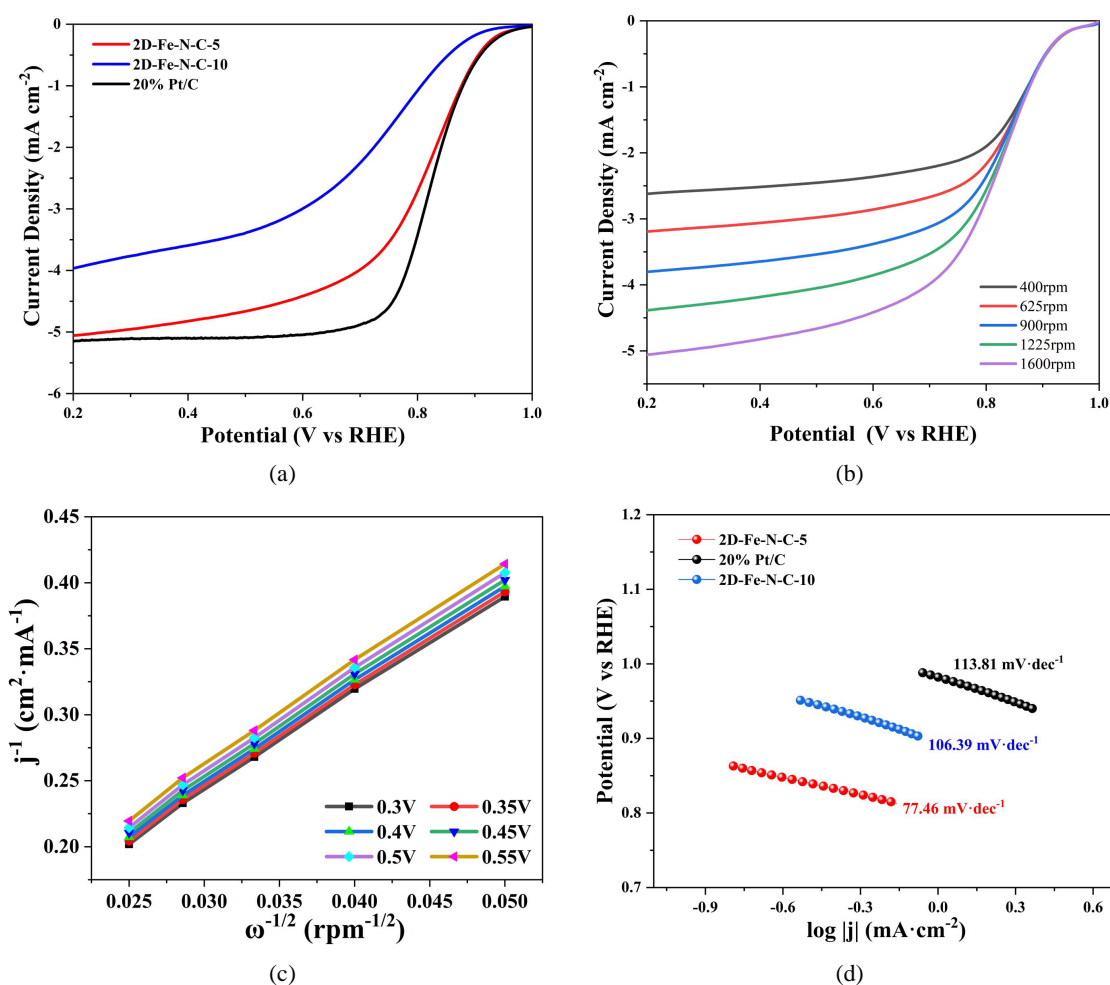 0
-1
-2
-3
-4
-5
-6
2D-Fe-N-C-5
2D-Fe-N-C-10
20% Pt/C
Current Density (mA cm⁻²)
0.2
0.4
0.6
0.8
1.0
Potential (V vs RHE)
(a)
0
-1
-2
-3
-4
-5
400rpm
625rpm
900rpm
1225rpm
1600rpm
Current Density (mA cm⁻²)
0.2
0.4
0.6
0.8
1.0
Potential (V vs RHE)
(b)
0.45
0.40
0.35
0.30
0.25
0.20
j⁻¹ (cm²·mA⁻¹)
0.3V
0.35V
0.4V
0.45V
0.5V
0.55V
0.025
0.030
0.035
0.040
0.045
0.050
ω⁻¹/² (rpm⁻¹/²)
(c)
1.2
1.1
1.0
0.9
0.8
0.7
Potential (V vs RHE)
2D-Fe-N-C-5
20% Pt/C
2D-Fe-N-C-10
113.81 mV·dec⁻¹
106.39 mV·dec⁻¹
77.46 mV·dec⁻¹
-0.9
-0.6
-0.3
0.0
0.3
0.6
log |j| (mA·cm⁻²)
(d)